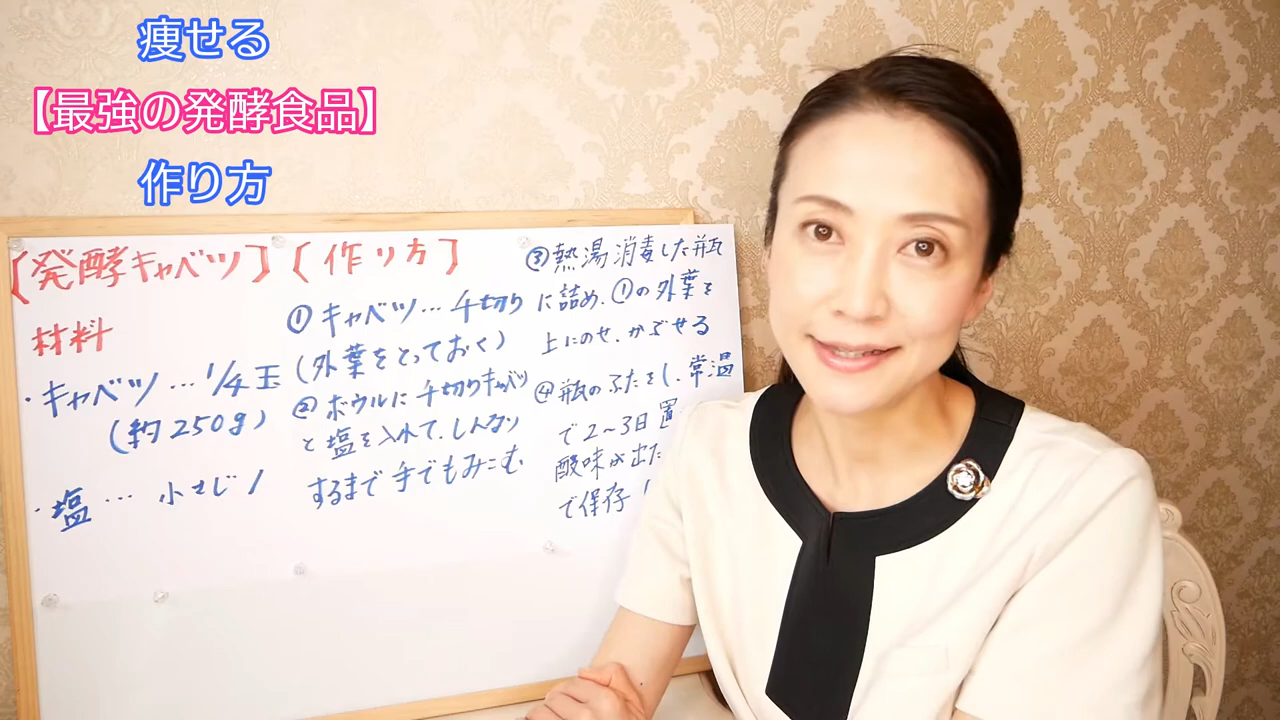 痩せる
【最強の発酵食品】
作り方
[発酵キャベツ]
材料
・キャベツ…1/4玉
(約250g)
・塩… 小さじ1
[作り方]
①キャベツ…千切り
(外葉をとっておく)
②ボウルに千切りキャベツ
と塩を入れて、しんなり
するまで手でもみこむ
③熱湯消毒した瓶
に詰め、①の外葉を
上にのせ、かぶせる
④瓶のふたをし、常温
で2〜3日置
酸味が出た
で保存